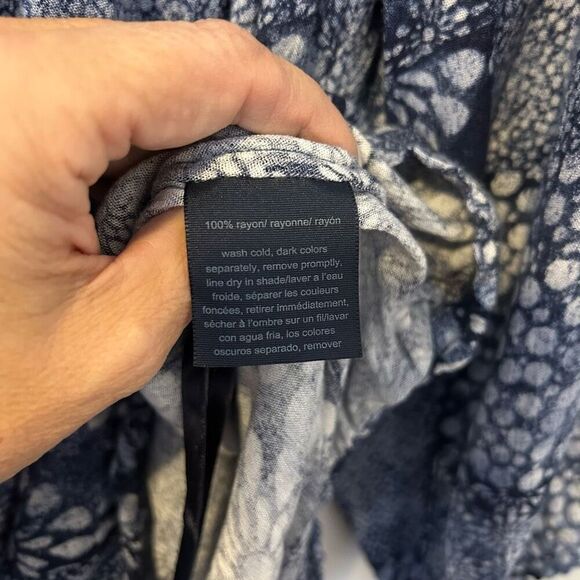 100% rayon/ rayonne/ rayón
wash cold, dark colors
separately, remove promptly,
line dry in shade/laver a l'eau
froide, séparer les couleurs
foncées, retirer immédiatement,
sécher à l'ombre sur un fil/lavar
con agua fria, los colores
oscuros separado, remover